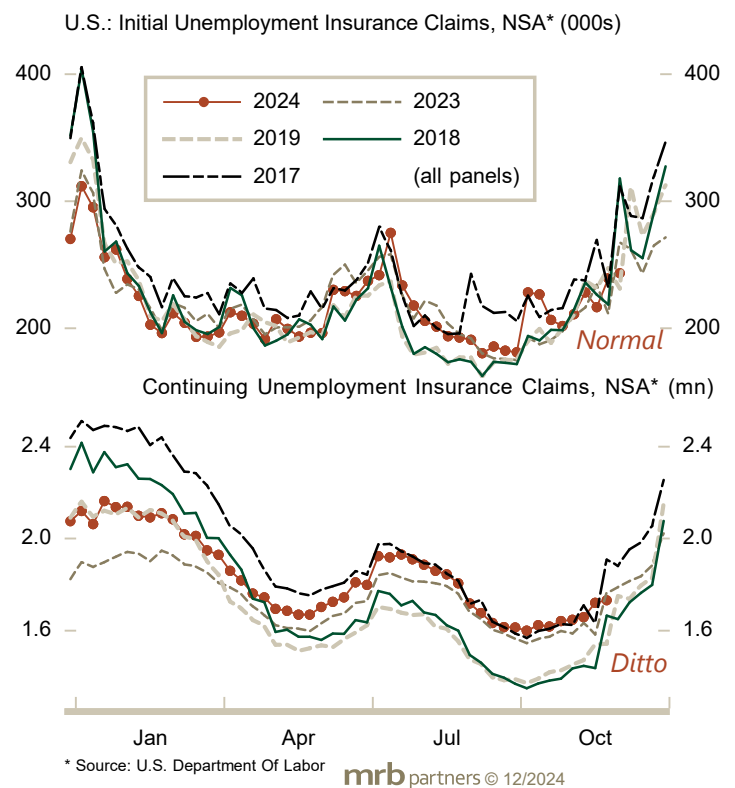 U.S.: Initial Unemployment Insurance Claims, NSA* (000s)
400 400
2024 2023
2019 2018
2017 (all panels)
300 300
200 200
Normal
Continuing Unemployment Insurance Claims, NSA* (mn)
2.4 2.4
2.0 2.0
1.6 1.6
Ditto
Jan Apr Jul Oct
* Source: U.S. Department Of Labor
mrb partners © 12/2024